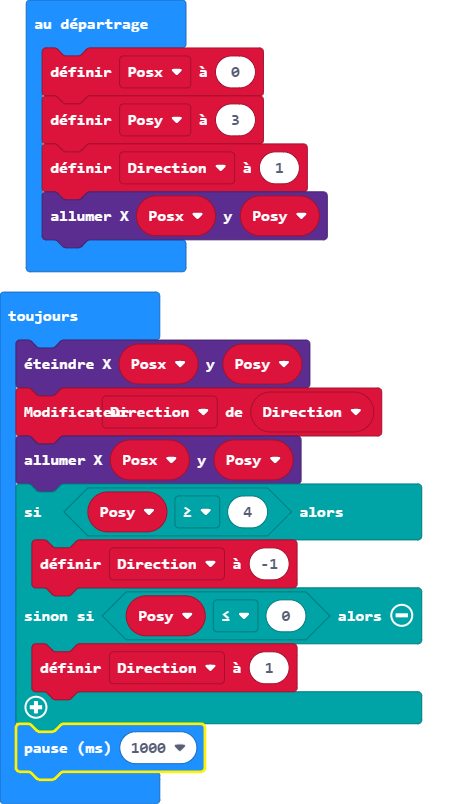 au départrage
définir Posx à 0
définir Posy à 3
définir Direction à 1
allumer X Posx y Posy
toujours
éteindre X Posx y Posy
Modificateur Direction de Direction
allumer X Posx y Posy
si Posy ≥ 4 alors
définir Direction à -1
sinon si Posy ≤ 0 alors
définir Direction à 1
pause (ms) 1000